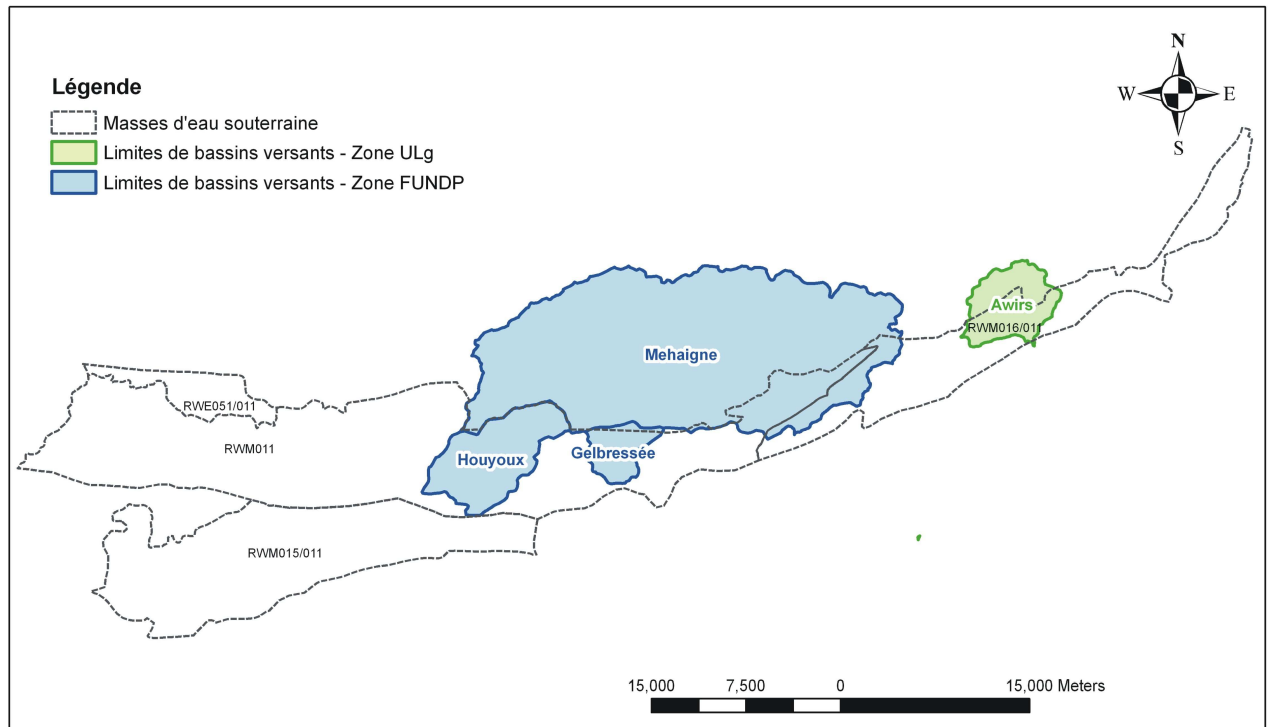 N
W
E
S
Légende
Masses d'eau souterraine
Limites de bassins versants - Zone ULg
Limites de bassins versants - Zone FUNDP
Awirs
RWM016/011
Mehaigne
RWE051/011
RWM011
Houyoux
Gelbressée
RWM015/011
15,000 7,500 0 15,000 Meters